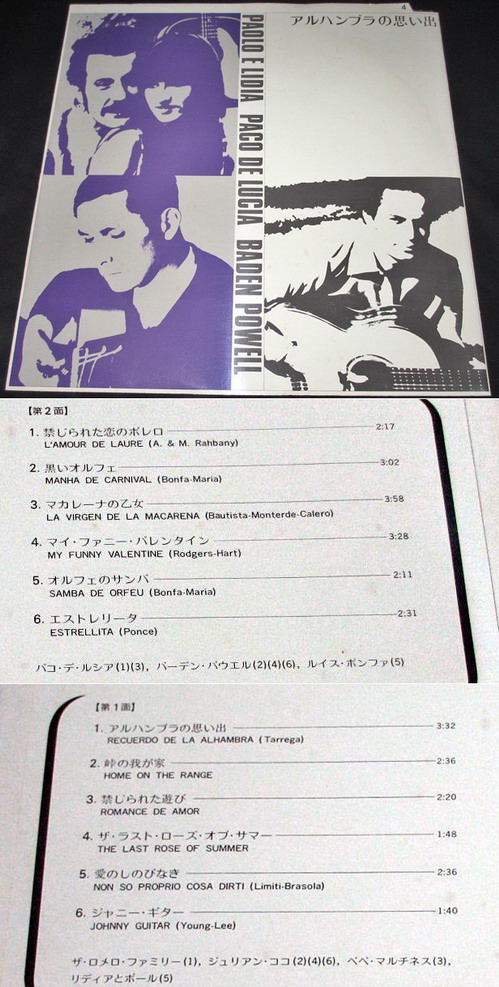 4
アルハンブラの思い出
PAOLO E LIDIA PACO DE LUCIA BADEN POWELL
【第2面】
1. 禁じられた恋のボレロ 2:17
L'AMOUR DE LAURE (A. & M. Rahbany)
2. 黒いオルフェ 3:02
MANHA DE CARNIVAL (Bonfa-Maria)
3. マカレーナの乙女 3:58
LA VIRGEN DE LA MACARENA (Bautista-Monterde-Calero)
4. マイ・ファニー・バレンタイン 3:28
MY FUNNY VALENTINE (Rodgers-Hart)
5. オルフェのサンバ 2:11
SAMBA DE ORFEU (Bonfa-Maria)
6. エストレリータ 2:31
ESTRELLITA (Ponce)
パコ・デ・ルシア(1)(3)，バーデン・パウエル(2)(4)(6)，ルイス・ボンファ(5)
【第1面】
1. アルハンブラの思い出 3:32
RECUERDO DE LA ALHAMBRA (Tarrega)
2. 峠の我が家 2:36
HOME ON THE RANGE
3. 禁じられた遊び 2:20
ROMANCE DE AMOR
4. ザ・ラスト・ローズ・オブ・サマー 1:48
THE LAST ROSE OF SUMMER
5. 愛のしのびなき 2:36
NON SO PROPRIO COSA DIRTI (Limiti-Brasola)
6. ジャニー・ギター 1:40
JOHNNY GUITAR (Young-Lee)
ザ・ロメロ・ファミリー(1)，ジュリアン・ココ(2)(4)(6)，ペペ・マルチネス(3)，
リディアとポール(5)